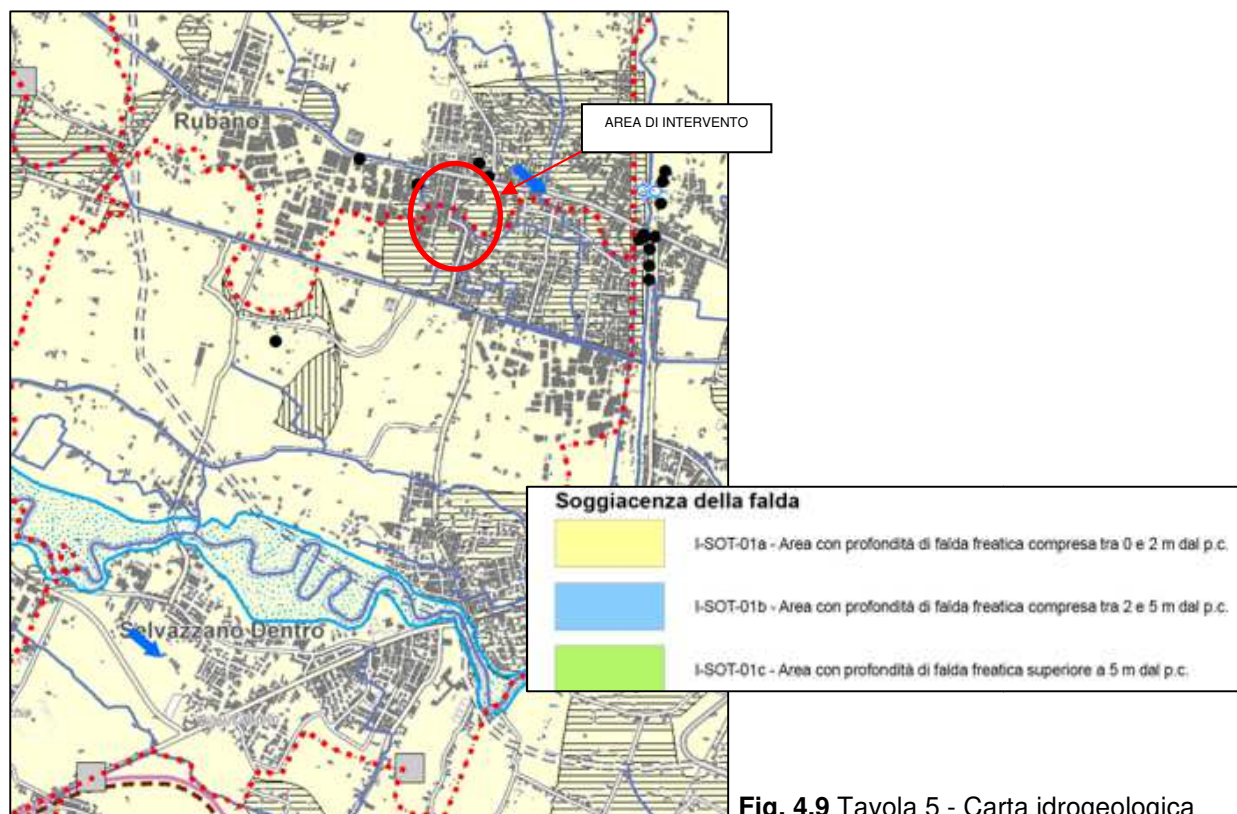 Rubano
AREA DI INTERVENTO
Selvazzano Dentro
Soggiacenza della falda
I-SOT-01a - Area con profondità di falda freatica compresa tra 0 e 2 m dal p.c.
I-SOT-01b - Area con profondità di falda freatica compresa tra 2 e 5 m dal p.c.
I-SOT-01c - Area con profondità di falda freatica superiore a 5 m dal p.c.
Fig. 4.9 Tavola 5 - Carta idrogeologica